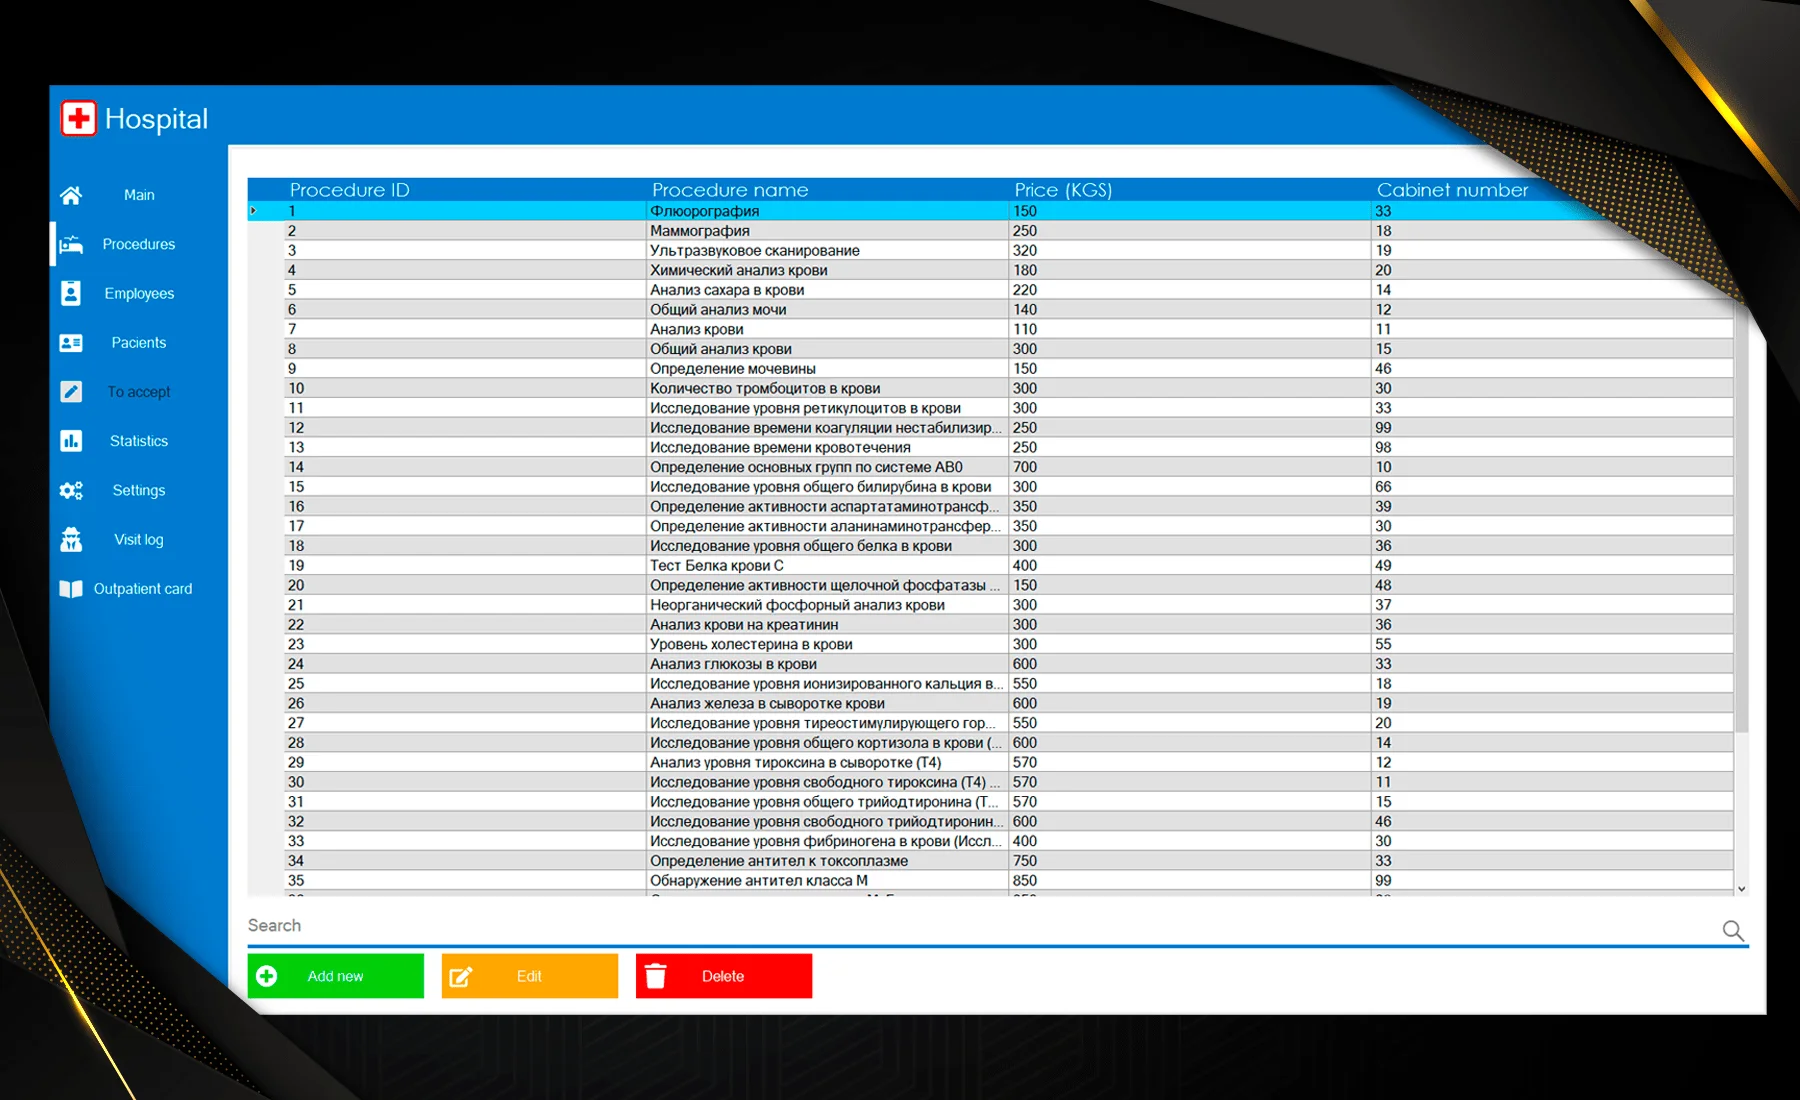 Hospital
Main
Procedures
Employees
Pacients
To accept
Statistics
Settings
Visit log
Outpatient card
Procedure ID Procedure name Price (KGS) Cabinet number
1 Флюорография 150 33
2 Маммография 250 18
3 Ультразвуковое сканирование 320 19
4 Химический анализ крови 180 20
5 Анализ сахара в крови 220 14
6 Общий анализ мочи 140 12
7 Анализ крови 110 11
8 Общий анализ крови 300 15
9 Определение мочевины 150 46
10 Количество тромбоцитов в крови 300 30
11 Исследование уровня ретикулоцитов в крови 300 33
12 Исследование времени коагуляции нестабилизир... 250 99
13 Исследование времени кровотечения 250 98
14 Определение основных групп по системе АВ0 700 10
15 Исследование уровня общего билирубина в крови 300 66
16 Определение активности аспартатаминотрансф... 350 39
17 Определение активности аланинаминотрансфер... 350 30
18 Исследование уровня общего белка в крови 300 36
19 Тест Белка крови С 400 49
20 Определение активности щелочной фосфатазы ... 150 48
21 Неорганический фосфорный анализ крови 300 37
22 Анализ крови на креатинин 300 36
23 Уровень холестерина в крови 300 55
24 Анализ глюкозы в крови 600 33
25 Исследование уровня ионизированного кальция в... 550 18
26 Анализ железа в сыворотке крови 600 19
27 Исследование уровня тиреостимулирующего гор... 550 20
28 Исследование уровня общего кортизола в крови (... 600 14
29 Анализ уровня тироксина в сыворотке (Т4) 570 12
30 Исследование уровня свободного тироксина (Т4) ... 570 11
31 Исследование уровня общего трийодтиронина (Т... 570 15
32 Исследование уровня свободного трийодтиронин... 600 46
33 Исследование уровня фибриногена в крови (Иссл... 400 30
34 Определение антител к токсоплазме 750 33
35 Обнаружение антител класса М 850 99
Search
Add new
Edit
Delete